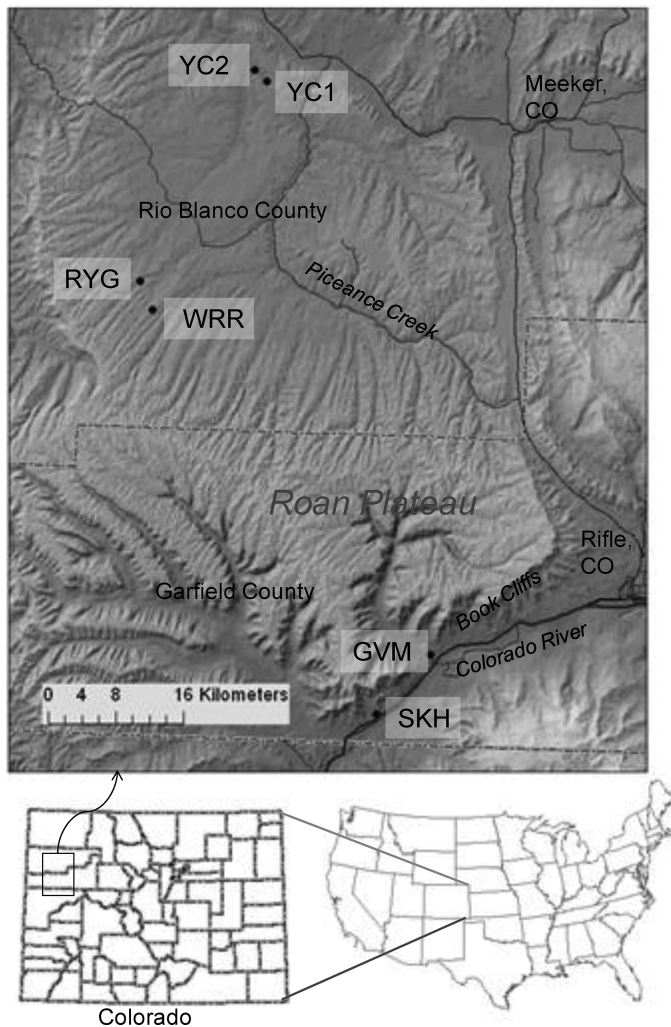 YC2
YC1
Meeker,
CO
Rio Blanco County
RYG
Piceance Creek
WRR
Roan Plateau
Rifle,
CO
Garfield County
Book Cliffs
GVM
Colorado River
0 4 8 16 Kilometers
SKH
Colorado